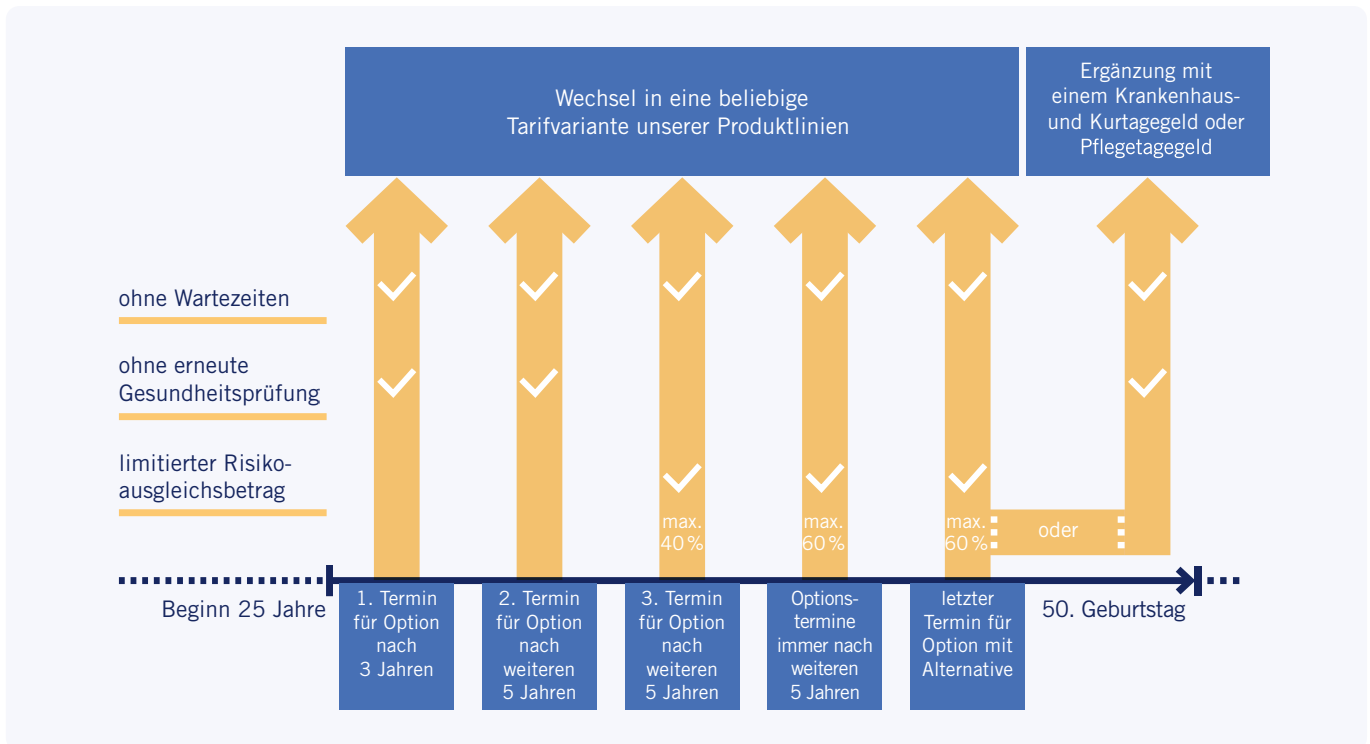 Wechsel in eine beliebige
Tarifvariante unserer Produktlinien
Ergänzung mit
einem Krankenhaus-
und Kurtagegeld oder
Pflegetagegeld
ohne Wartezeiten
ohne erneute
Gesundheitsprüfung
limitierter Risiko-
ausgleichsbetrag
max.
40 %
max.
60 %
max.
60 %
oder
Beginn 25 Jahre
1. Termin
für Option
nach
3 Jahren
2. Termin
für Option
nach
weiteren
5 Jahren
3. Termin
für Option
nach
weiteren
5 Jahren
Options-
termine
immer nach
weiteren
5 Jahren
letzter
Termin für
Option mit
Alternative
50. Geburtstag